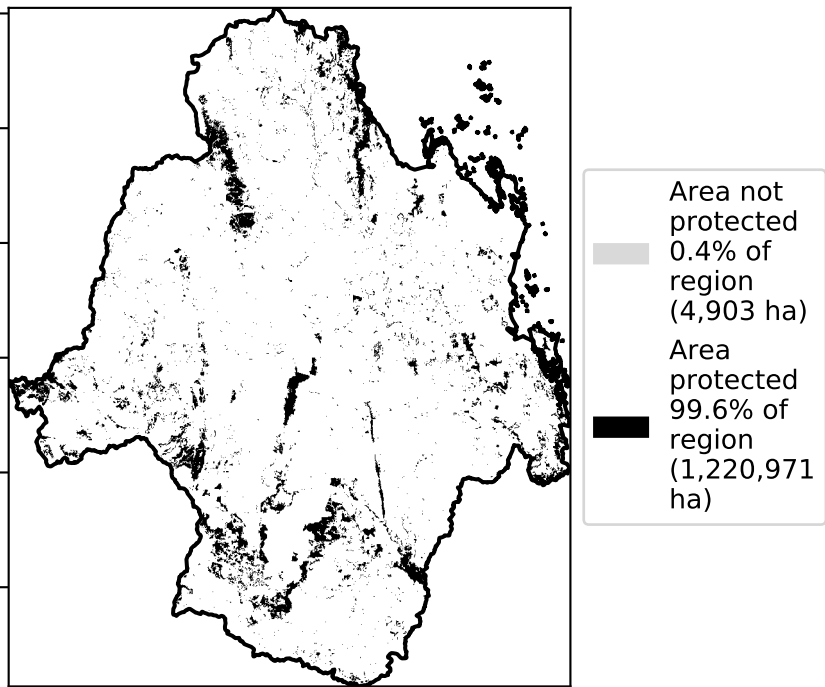 Area not
protected
0.4% of
region
(4,903 ha)
Area
protected
99.6% of
region
(1,220,971
ha)